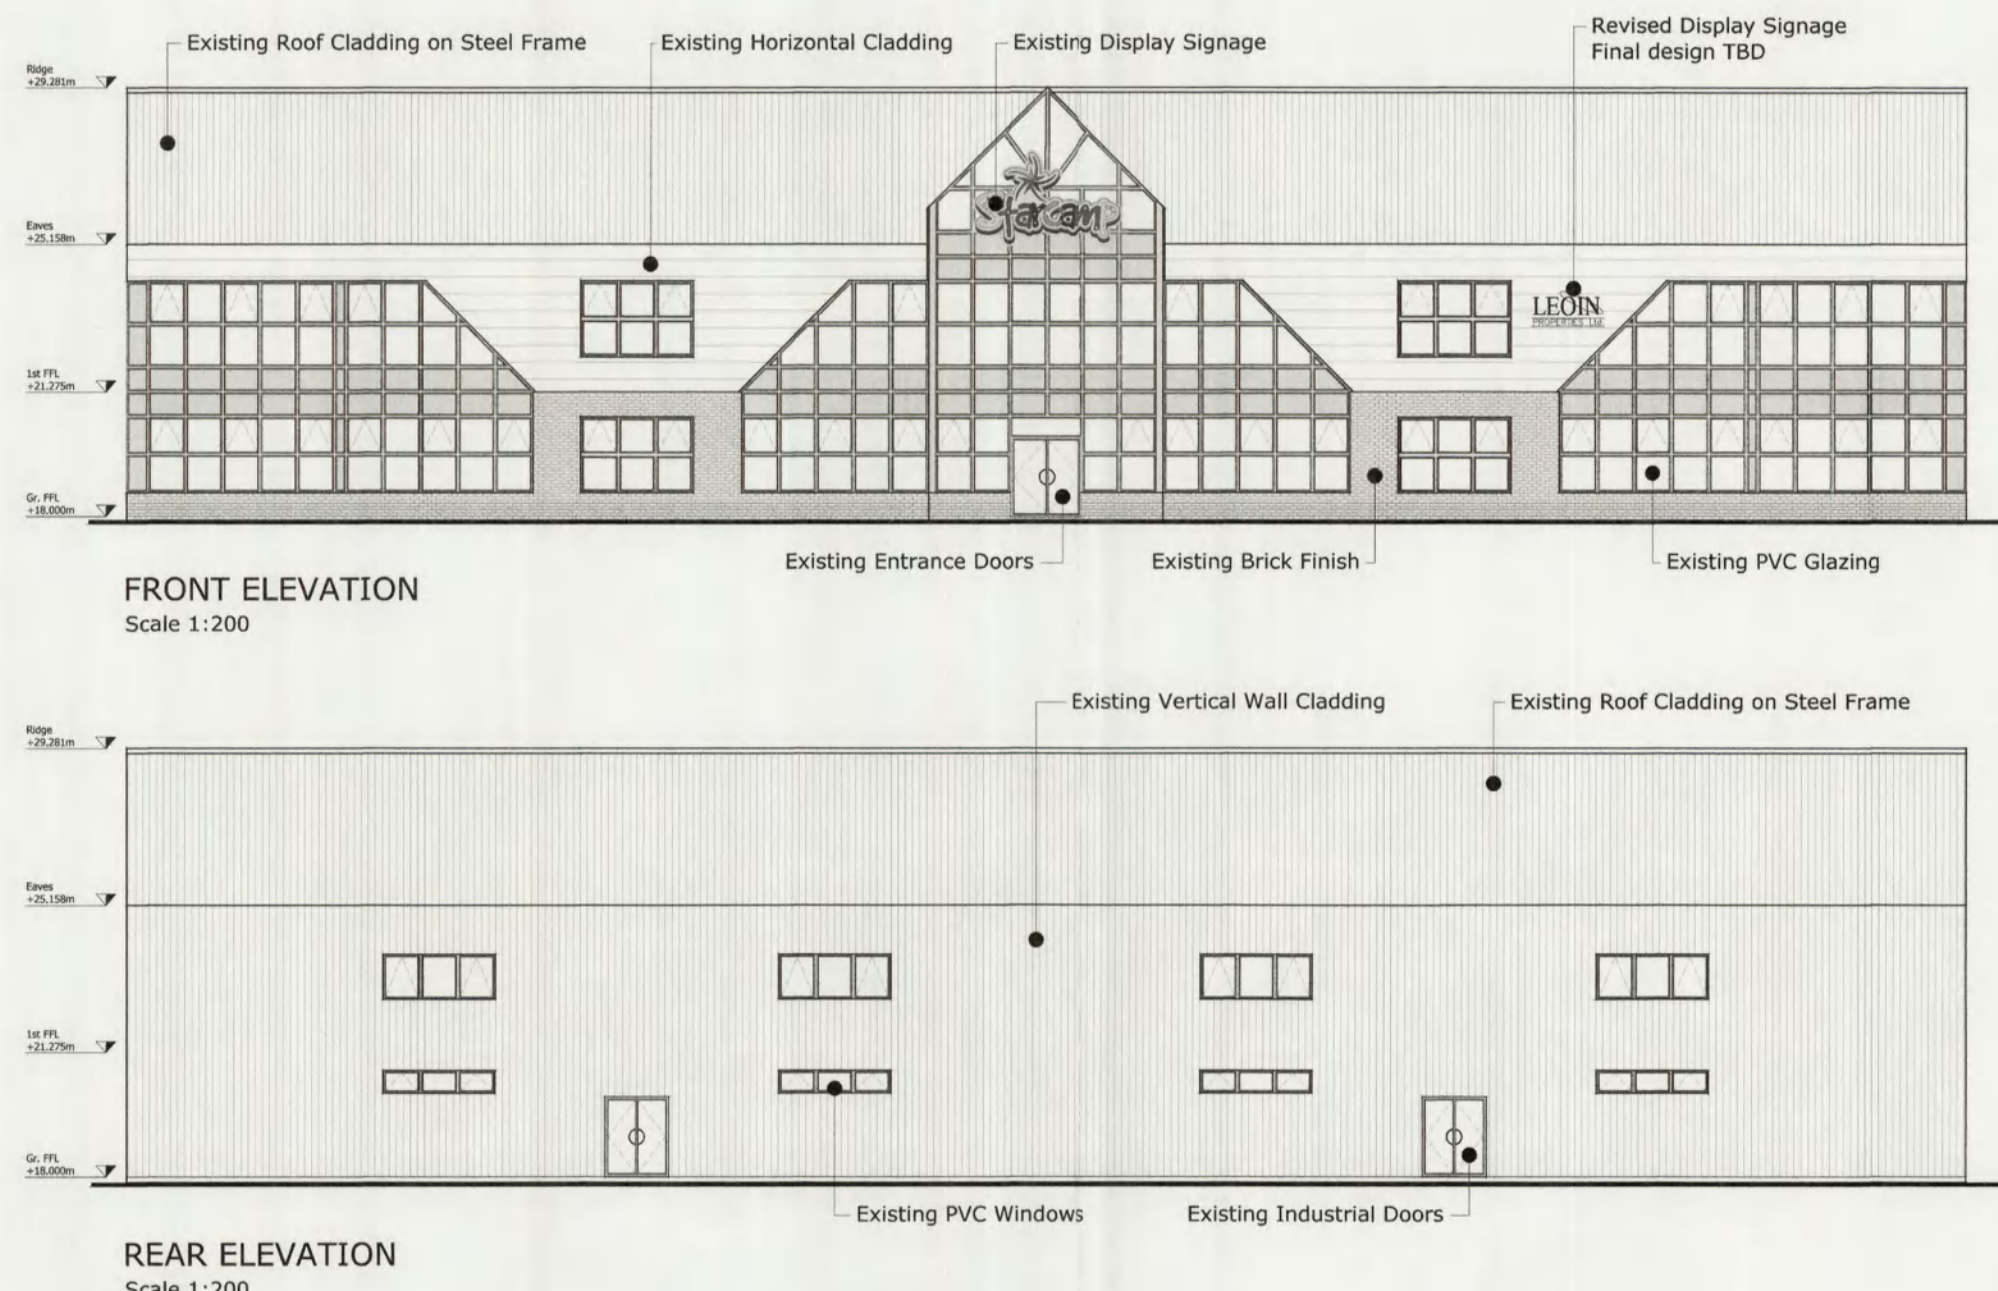 Existing Roof Cladding on Steel Frame
Existing Horizontal Cladding
Existing Display Signage
Revised Display Signage
Final design TBD
Ridge
+29.281m
Starcamp
Eaves
+25.158m
LEOIN
PROPERTIES Ltd.
1st FFL
+21.275m
Gr. FFL
+18.000m
Existing Entrance Doors
Existing Brick Finish
Existing PVC Glazing
FRONT ELEVATION
Scale 1:200
Existing Vertical Wall Cladding
Existing Roof Cladding on Steel Frame
Ridge
+29.281m
Eaves
+25.158m
1st FFL
+21.275m
Gr. FFL
+18.000m
Existing PVC Windows
Existing Industrial Doors
REAR ELEVATION
Scale 1:200